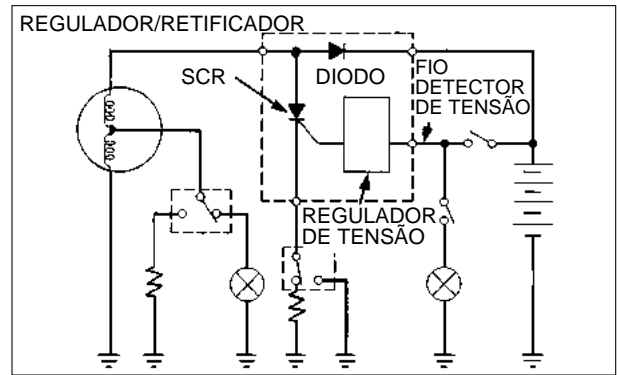 REGULADOR/RETIFICADOR
SCR
DIODO
FIO
DETECTOR
DE TENSÃO
REGULADOR
DE TENSÃO